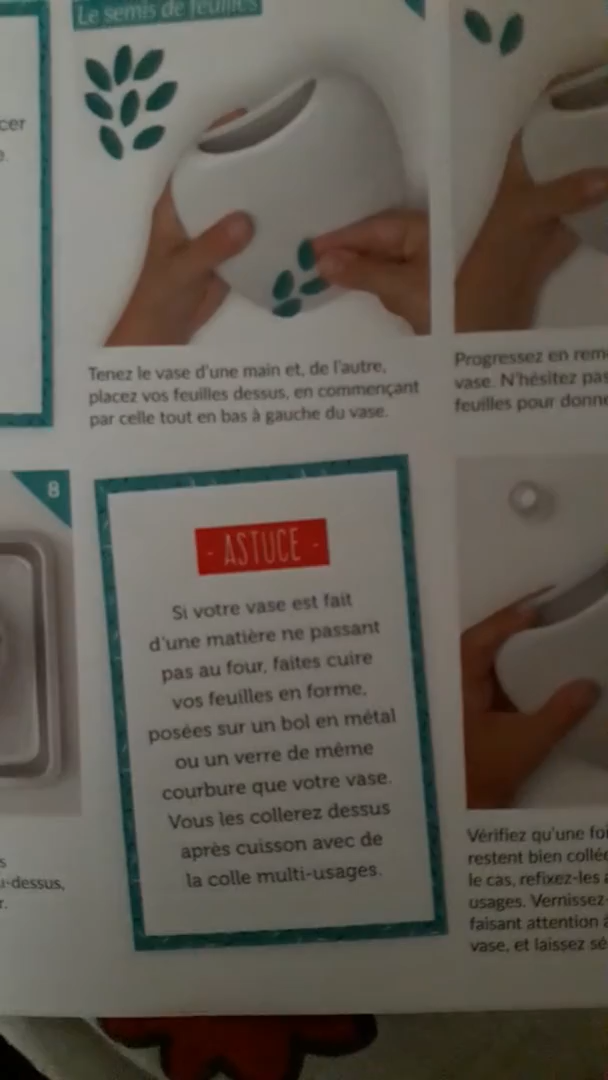 Le semis de feuilles
cer
e.
Tenez le vase d'une main et, de l'autre,
placez vos feuilles dessus, en commençant
par celle tout en bas à gauche du vase.
Progressez en rem
vase. N'hésitez pas
feuilles pour donne
8
- ASTUCE -
Si votre vase est fait
d'une matière ne passant
pas au four, faites cuire
vos feuilles en forme,
posées sur un bol en métal
ou un verre de même
courbure que votre vase.
Vous les collerez dessus
après cuisson avec de
la colle multi-usages.
s
u-dessus,
r.
Vérifiez qu'une foi
restent bien collée
le cas, refixez-les a
usages. Vernissez-
faisant attention à
vase, et laissez sé